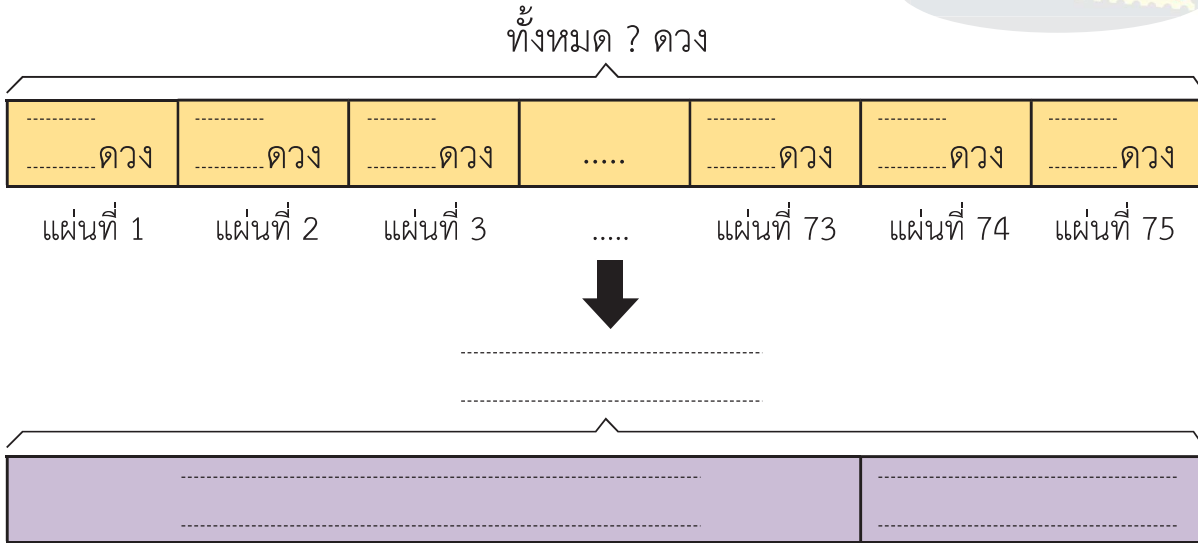 ทั้งหมด ? ดวง
ดวง ดวง ดวง ..... ดวง ดวง ดวง
แผ่นที่ 1 แผ่นที่ 2 แผ่นที่ 3 ..... แผ่นที่ 73 แผ่นที่ 74 แผ่นที่ 75